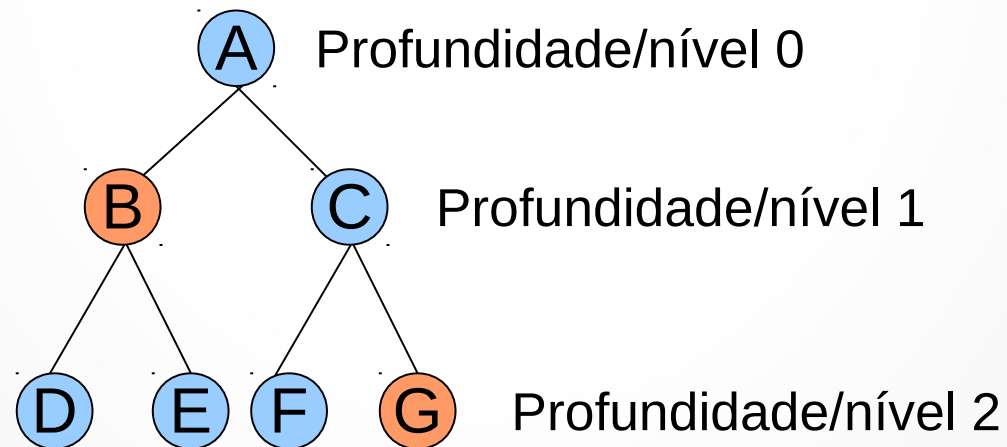 A Profundidade/nível 0
B C Profundidade/nível 1
D E F G Profundidade/nível 2